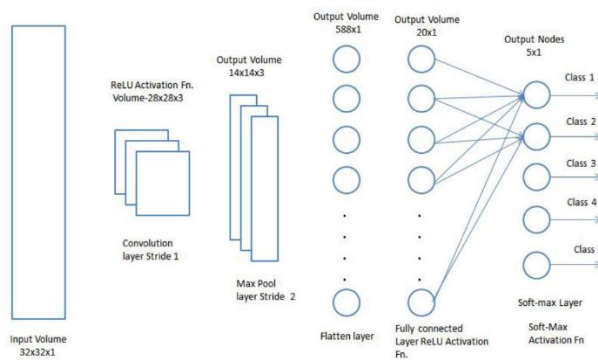 Output Volume
588x1
Output Volume
20x1
Output Nodes
5x1
Output Volume
14x14x3
ReLU Activation Fn.
Volume-28x28x3
Class 1
Class 2
Class 3
Class 4
Class
Convolution
layer Stride 1
Max Pool
layer Stride 2
Soft-max Layer
Flatten layer
Fully connected
Layer ReLU Activation
Fn.
Soft-Max
Activation Fn
Input Volume
32x32x1